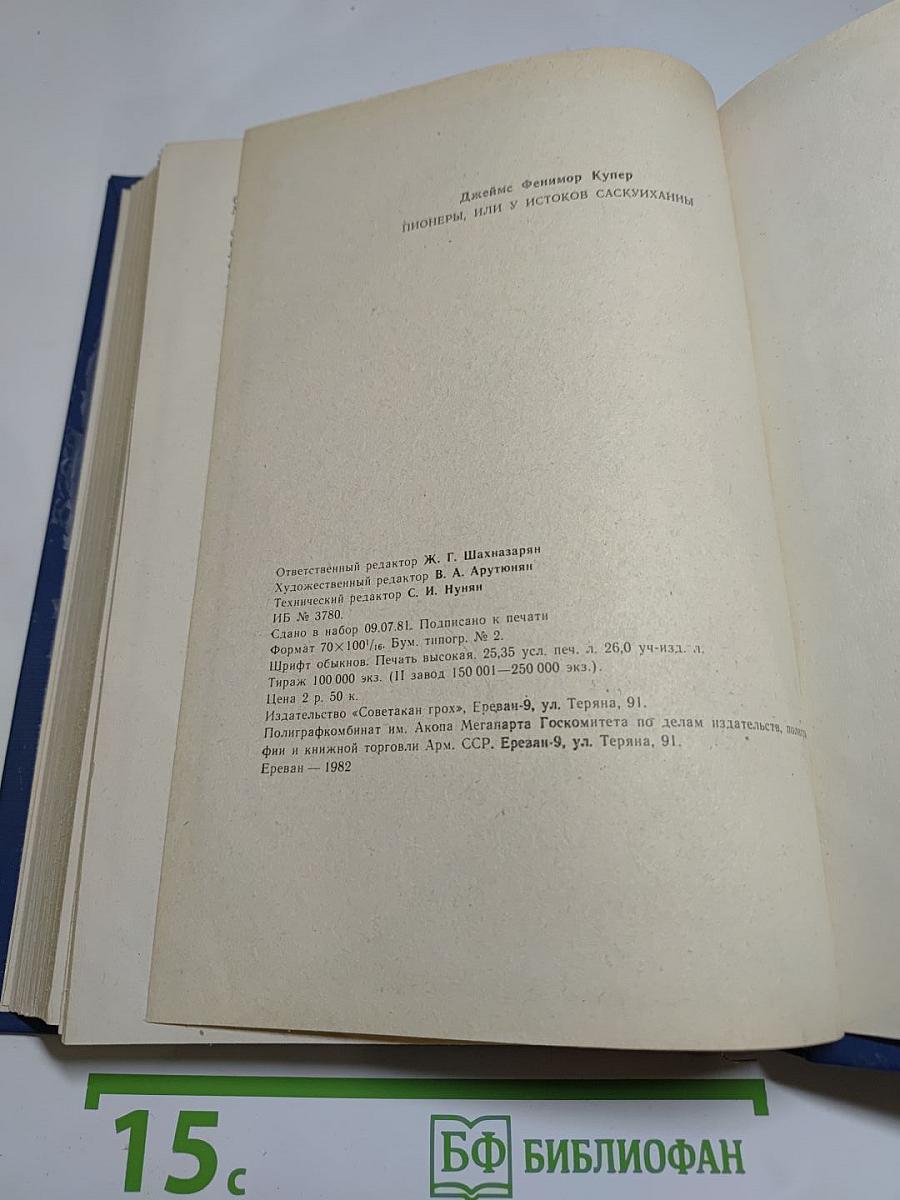 Джеймс Фенимор Купер
ПИОНЕРЫ, ИЛИ У ИСТОКОВ САСКУИХАННЫ
Ответственный редактор Ж. Г. Шахназарян
Художественный редактор В. А. Арутюнян
Технический редактор С. И. Нунян
ИБ № 3780.
Сдано в набор 09.07.81. Подписано к печати
Формат 70×100¹/₁₆. Бум. типогр. № 2.
Шрифт обыкнов. Печать высокая. 25,35 усл. печ. л. 26,0 уч-изд. л.
Тираж 100 000 экз. (II завод 150 001—250 000 экз.).
Цена 2 р. 50 к.
Издательство «Советакан грох», Ереван-9, ул. Теряна, 91.
Полиграфкомбинат им. Акопа Мегапарта Госкомитета по делам издательств, полигра
фии и книжной торговли Арм. ССР. Ереван-9, ул. Теряна, 91.
Ереван — 1982
15 с
БФ БИБЛИОФАН